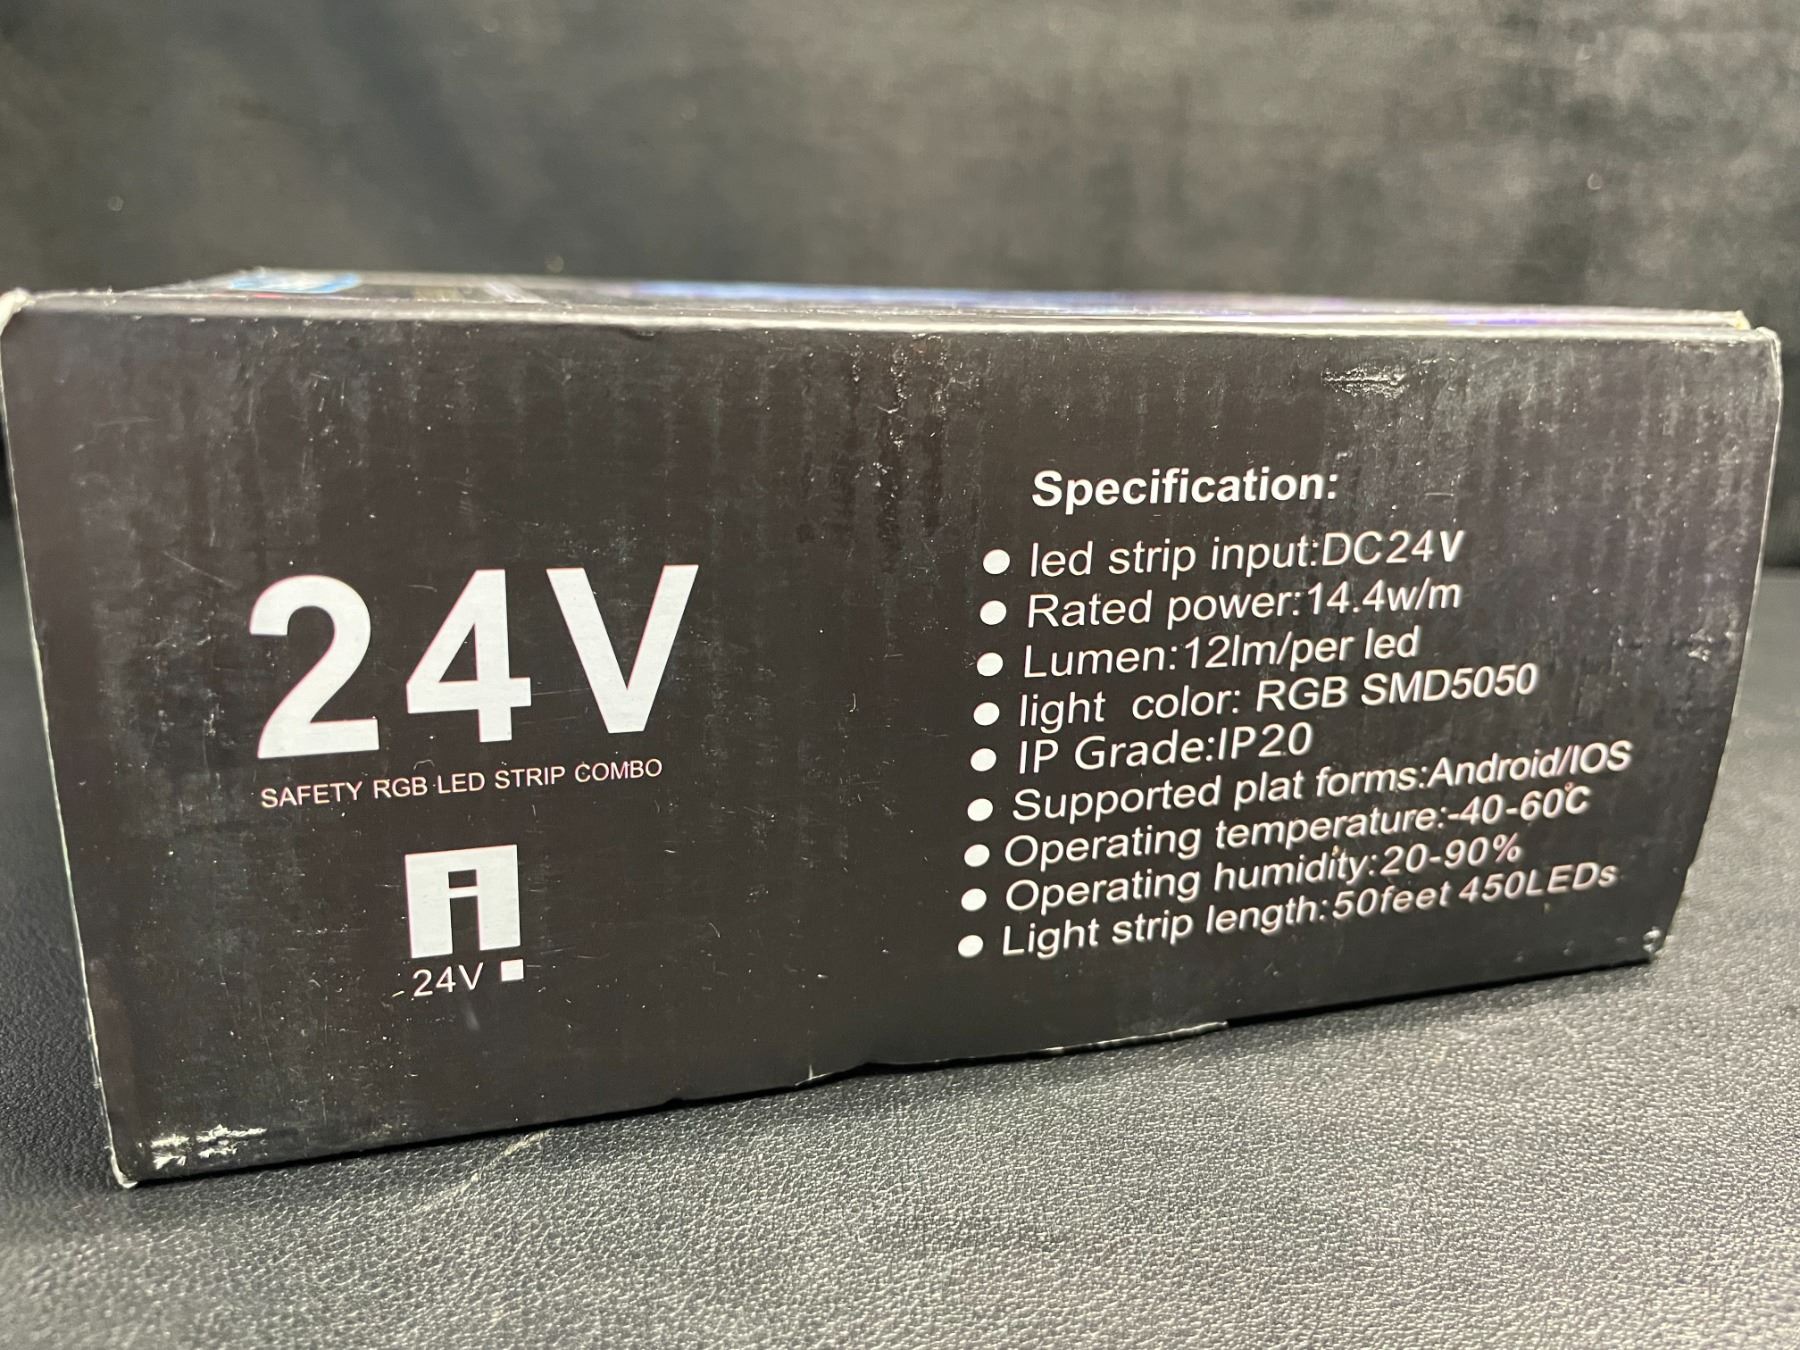 24V
SAFETY RGB LED STRIP COMBO
24V
Specification:
led strip input:DC24V
Rated power:14.4w/m
Lumen:12lm/per led
light color: RGB SMD5050
IP Grade:IP20
Supported plat forms:Android/IOS
Operating temperature:-40-60℃
Operating humidity:20-90%
Light strip length:50feet 450LEDs